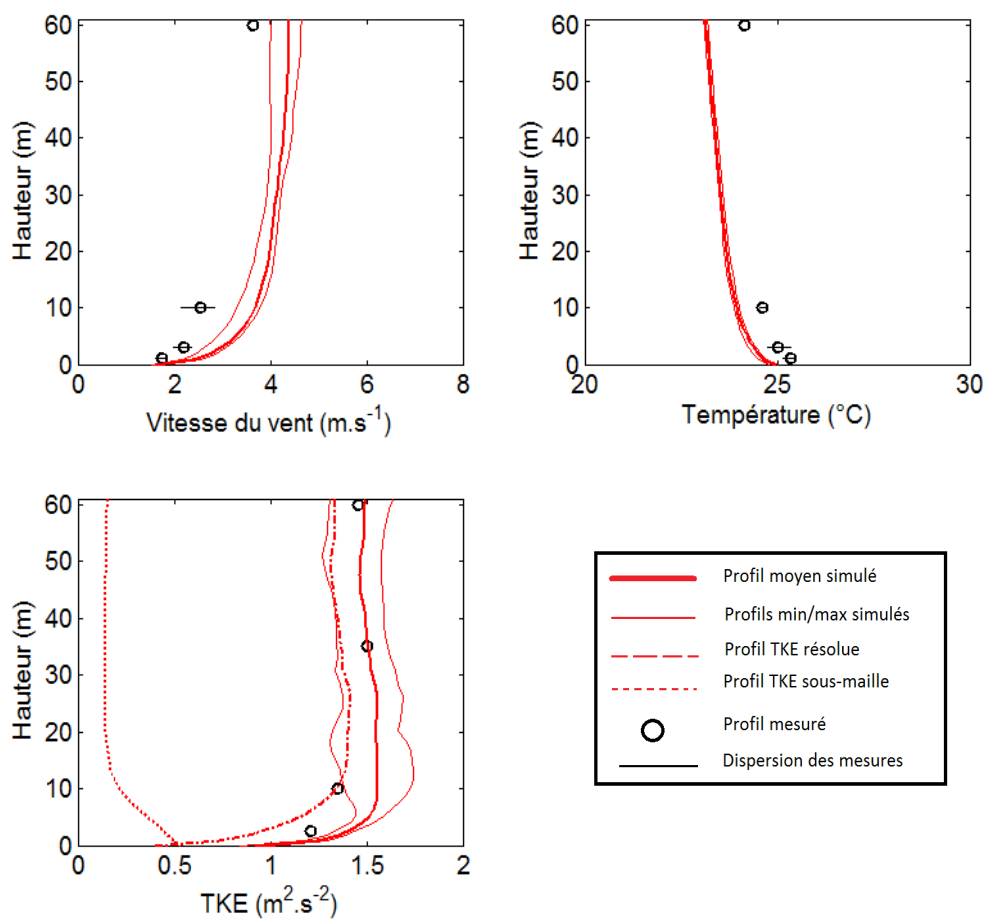 60
50
40
30
20
10
0
Hauteur (m)
0 2 4 6 8
Vitesse du vent (m.s⁻¹)
60
50
40
30
20
10
0
Hauteur (m)
20 25 30
Température (°C)
60
50
40
30
20
10
0
Hauteur (m)
0 0.5 1 1.5 2
TKE (m².s⁻²)
Profil moyen simulé
Profils min/max simulés
Profil TKE résolue
Profil TKE sous-maille
Profil mesuré
Dispersion des mesures